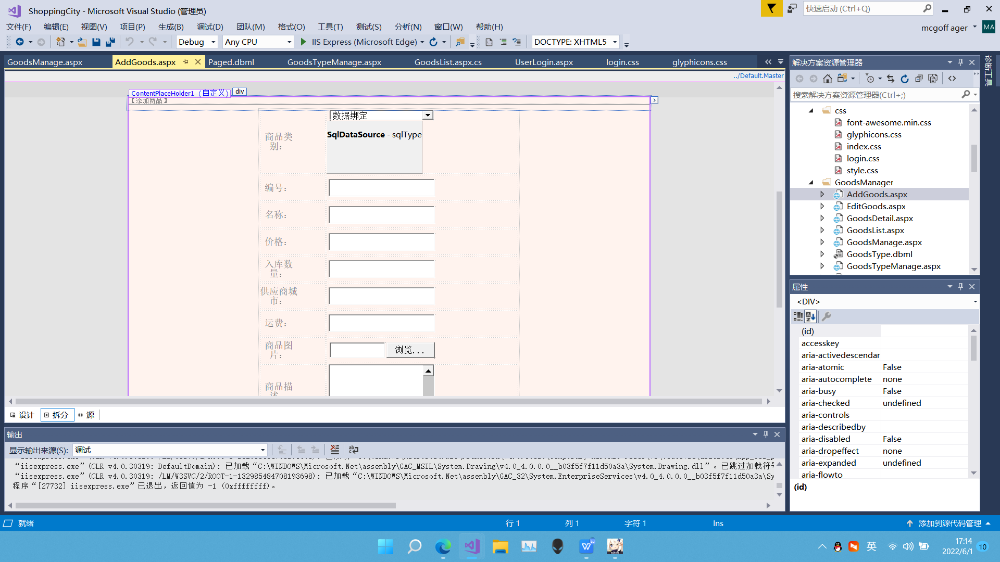 ShoppingCity - Microsoft Visual Studio (管理员)
快速启动 (Ctrl+Q)
文件(F) 编辑(E) 视图(V) 项目(P) 生成(B) 调试(D) 团队(M) 格式(O) 工具(T) 测试(S) 分析(N) 窗口(W) 帮助(H)
mcgoff ager MA
Debug Any CPU IIS Express (Microsoft Edge) DOCTYPE: XHTML5
GoodsManage.aspx AddGoods.aspx Paged.dbml GoodsTypeManage.aspx GoodsList.aspx.cs UserLogin.aspx login.css glyphicons.css
../Default.Master
ContentPlaceHolder1 (自定义) div
【添加商品】
数据绑定
商品类
别：
SqlDataSource - sqlType
编号：
名称：
价格：
入库数
量：
供应商城
市：
运费：
商品图
片：
浏览...
商品描
述
设计 拆分 源
输出
显示输出来源(S): 调试
“iisexpress.exe”(CLR v4.0.30319: DefaultDomain): 已加载“C:\WINDOWS\Microsoft.Net\assembly\GAC_MSIL\System.Drawing\v4.0_4.0.0.0__b03f5f7f11d50a3a\System.Drawing.dll”。已跳过加载符号
“iisexpress.exe”(CLR v4.0.30319: /LM/W3SVC/2/ROOT-1-132985484708193698): 已加载“C:\WINDOWS\Microsoft.Net\assembly\GAC_32\System.EnterpriseServices\v4.0_4.0.0.0__b03f5f7f11d50a3a\Sy
程序“[27732] iisexpress.exe”已退出，返回值为 -1 (0xffffffff)。
解决方案资源管理器
搜索解决方案资源管理器(Ctrl+;)
css
font-awesome.min.css
glyphicons.css
index.css
login.css
style.css
GoodsManager
AddGoods.aspx
EditGoods.aspx
GoodsDetail.aspx
GoodsList.aspx
GoodsManage.aspx
GoodsType.dbml
GoodsTypeManage.aspx
诊断工具
属性
<DIV>
(id)
accesskey
aria-activedescendar
aria-atomic False
aria-autocomplete none
aria-busy False
aria-checked undefined
aria-controls
aria-describedby
aria-disabled False
aria-dropeffect none
aria-expanded undefined
aria-flowto
(id)
就绪 行 1 列 1 字符 1 Ins 添加到源代码管理
英
17:14
2022/6/1
10